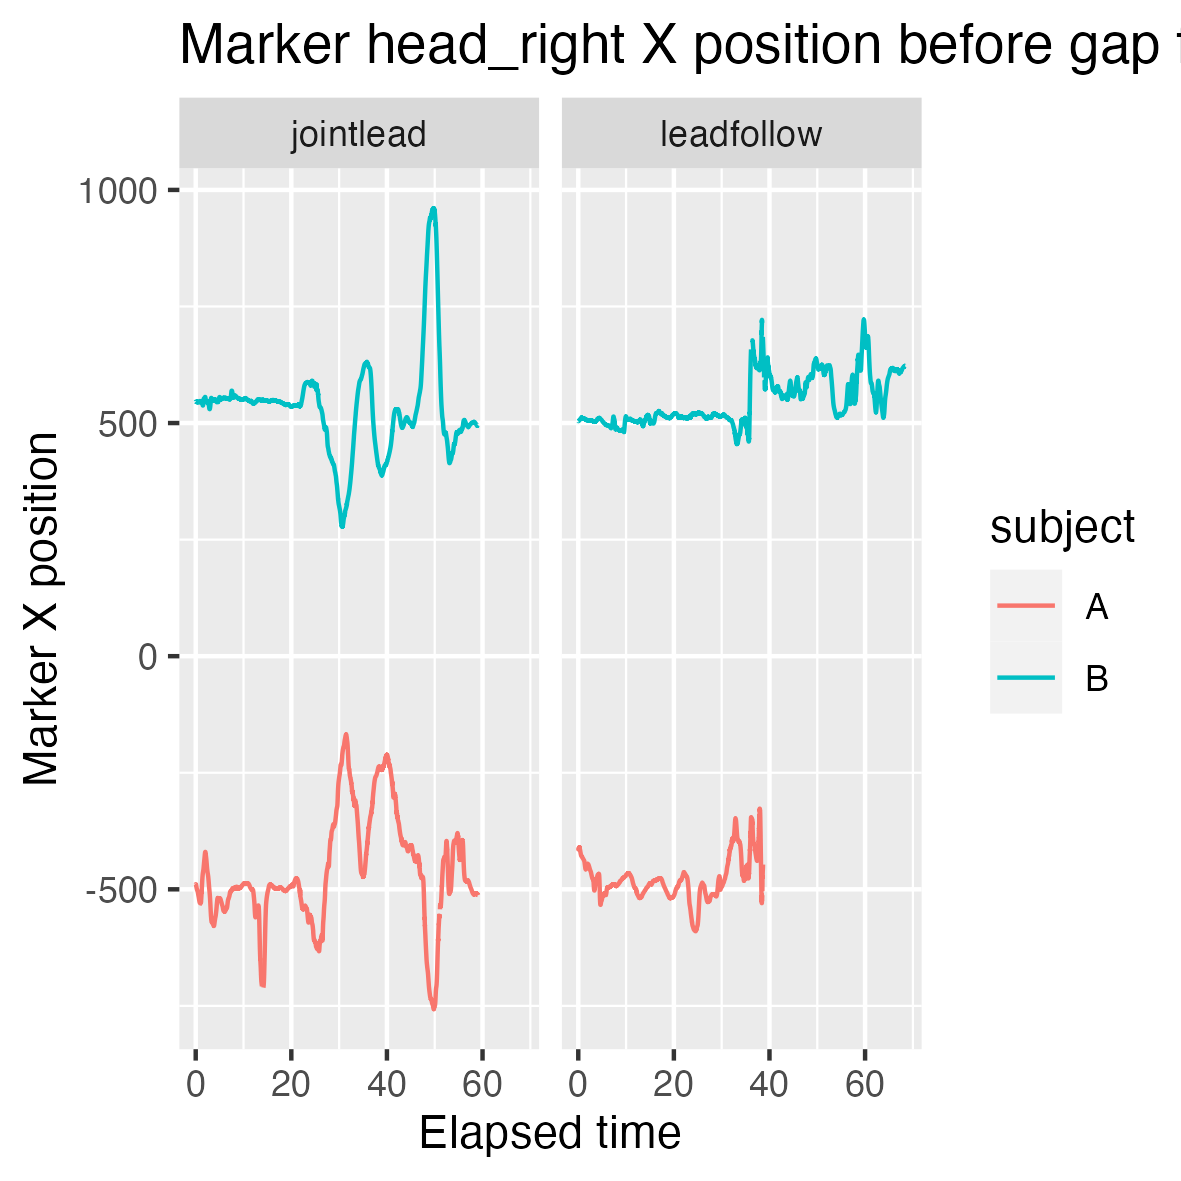 Marker head_right X position before gap
jointlead leadfollow
1000
500
0
-500
Marker X position
0 20 40 60 0 20 40 60
Elapsed time
subject
A
B